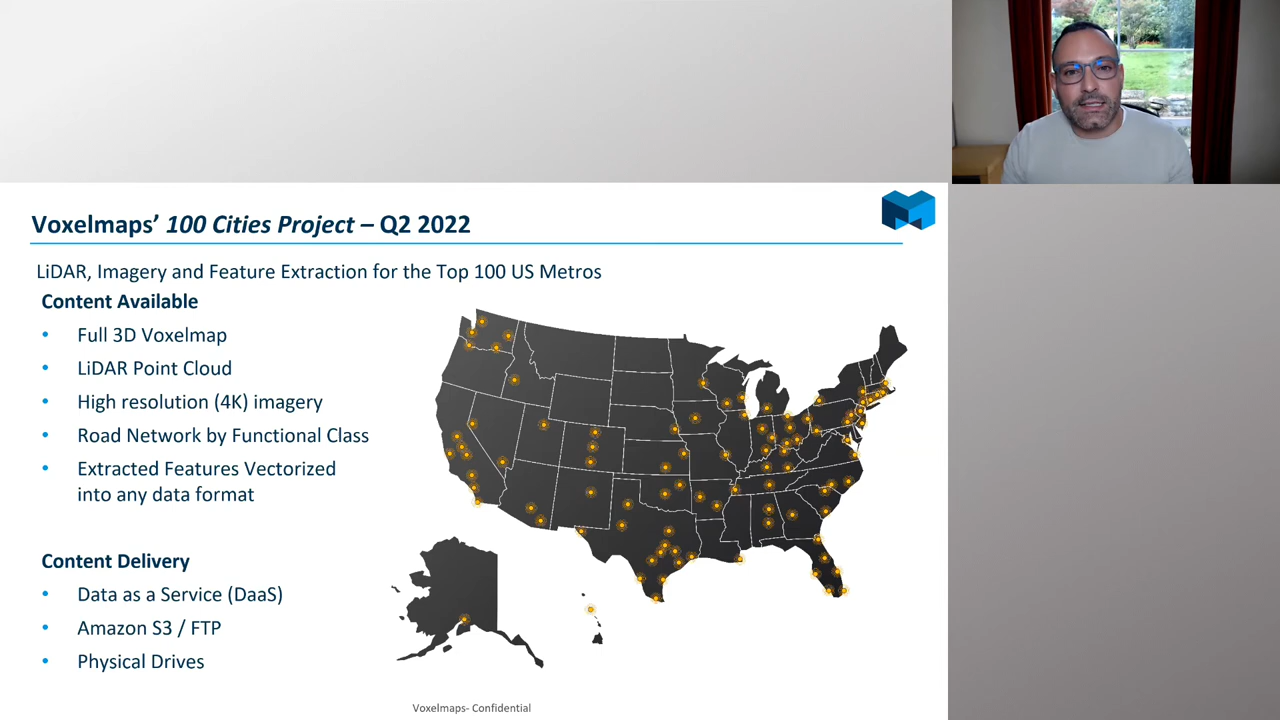 Voxelmaps’ 100 Cities Project – Q2 2022
LiDAR, Imagery and Feature Extraction for the Top 100 US Metros
Content Available
• Full 3D Voxelmap
• LiDAR Point Cloud
• High resolution (4K) imagery
• Road Network by Functional Class
• Extracted Features Vectorized
into any data format
Content Delivery
• Data as a Service (DaaS)
• Amazon S3 / FTP
• Physical Drives
Voxelmaps- Confidential